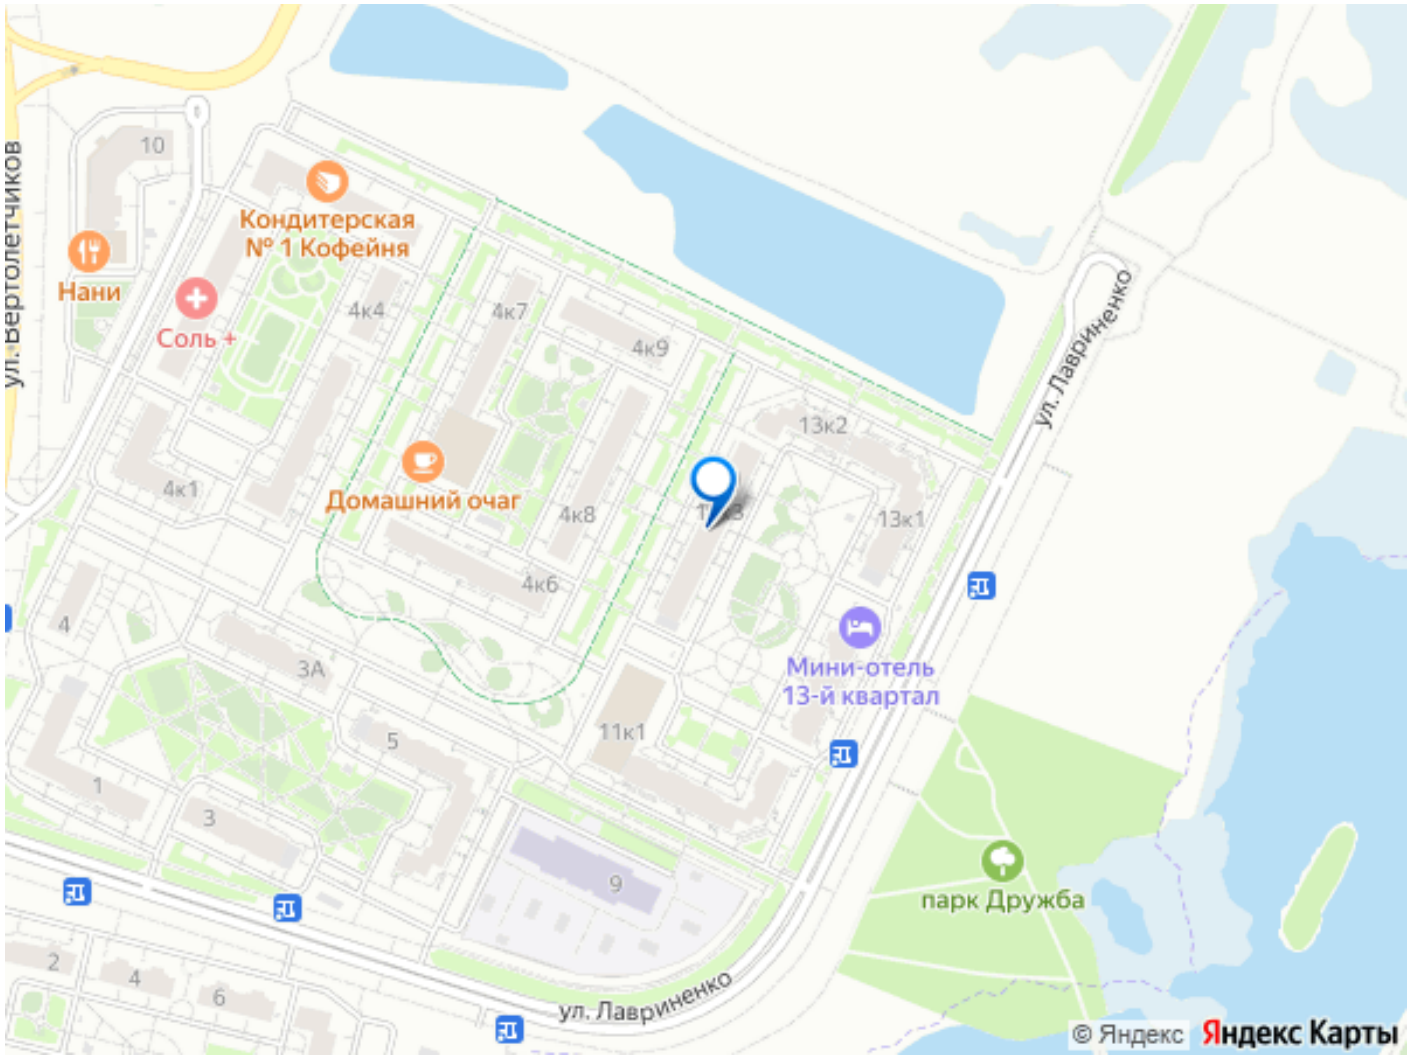 ул. Вертолетчиков
10
Кондитерская
№ 1 Кофейня
Нани
Соль +
4к4
4к7
4к9
ул. Лавриненко
13к2
4к1
Домашний очаг
4к8
13к1
4к6
4
3А
Мини-отель
13-й квартал
11к1
5
1
3
9
парк Дружба
2
4
6
ул. Лавриненко
© Яндекс Яндекс Карты